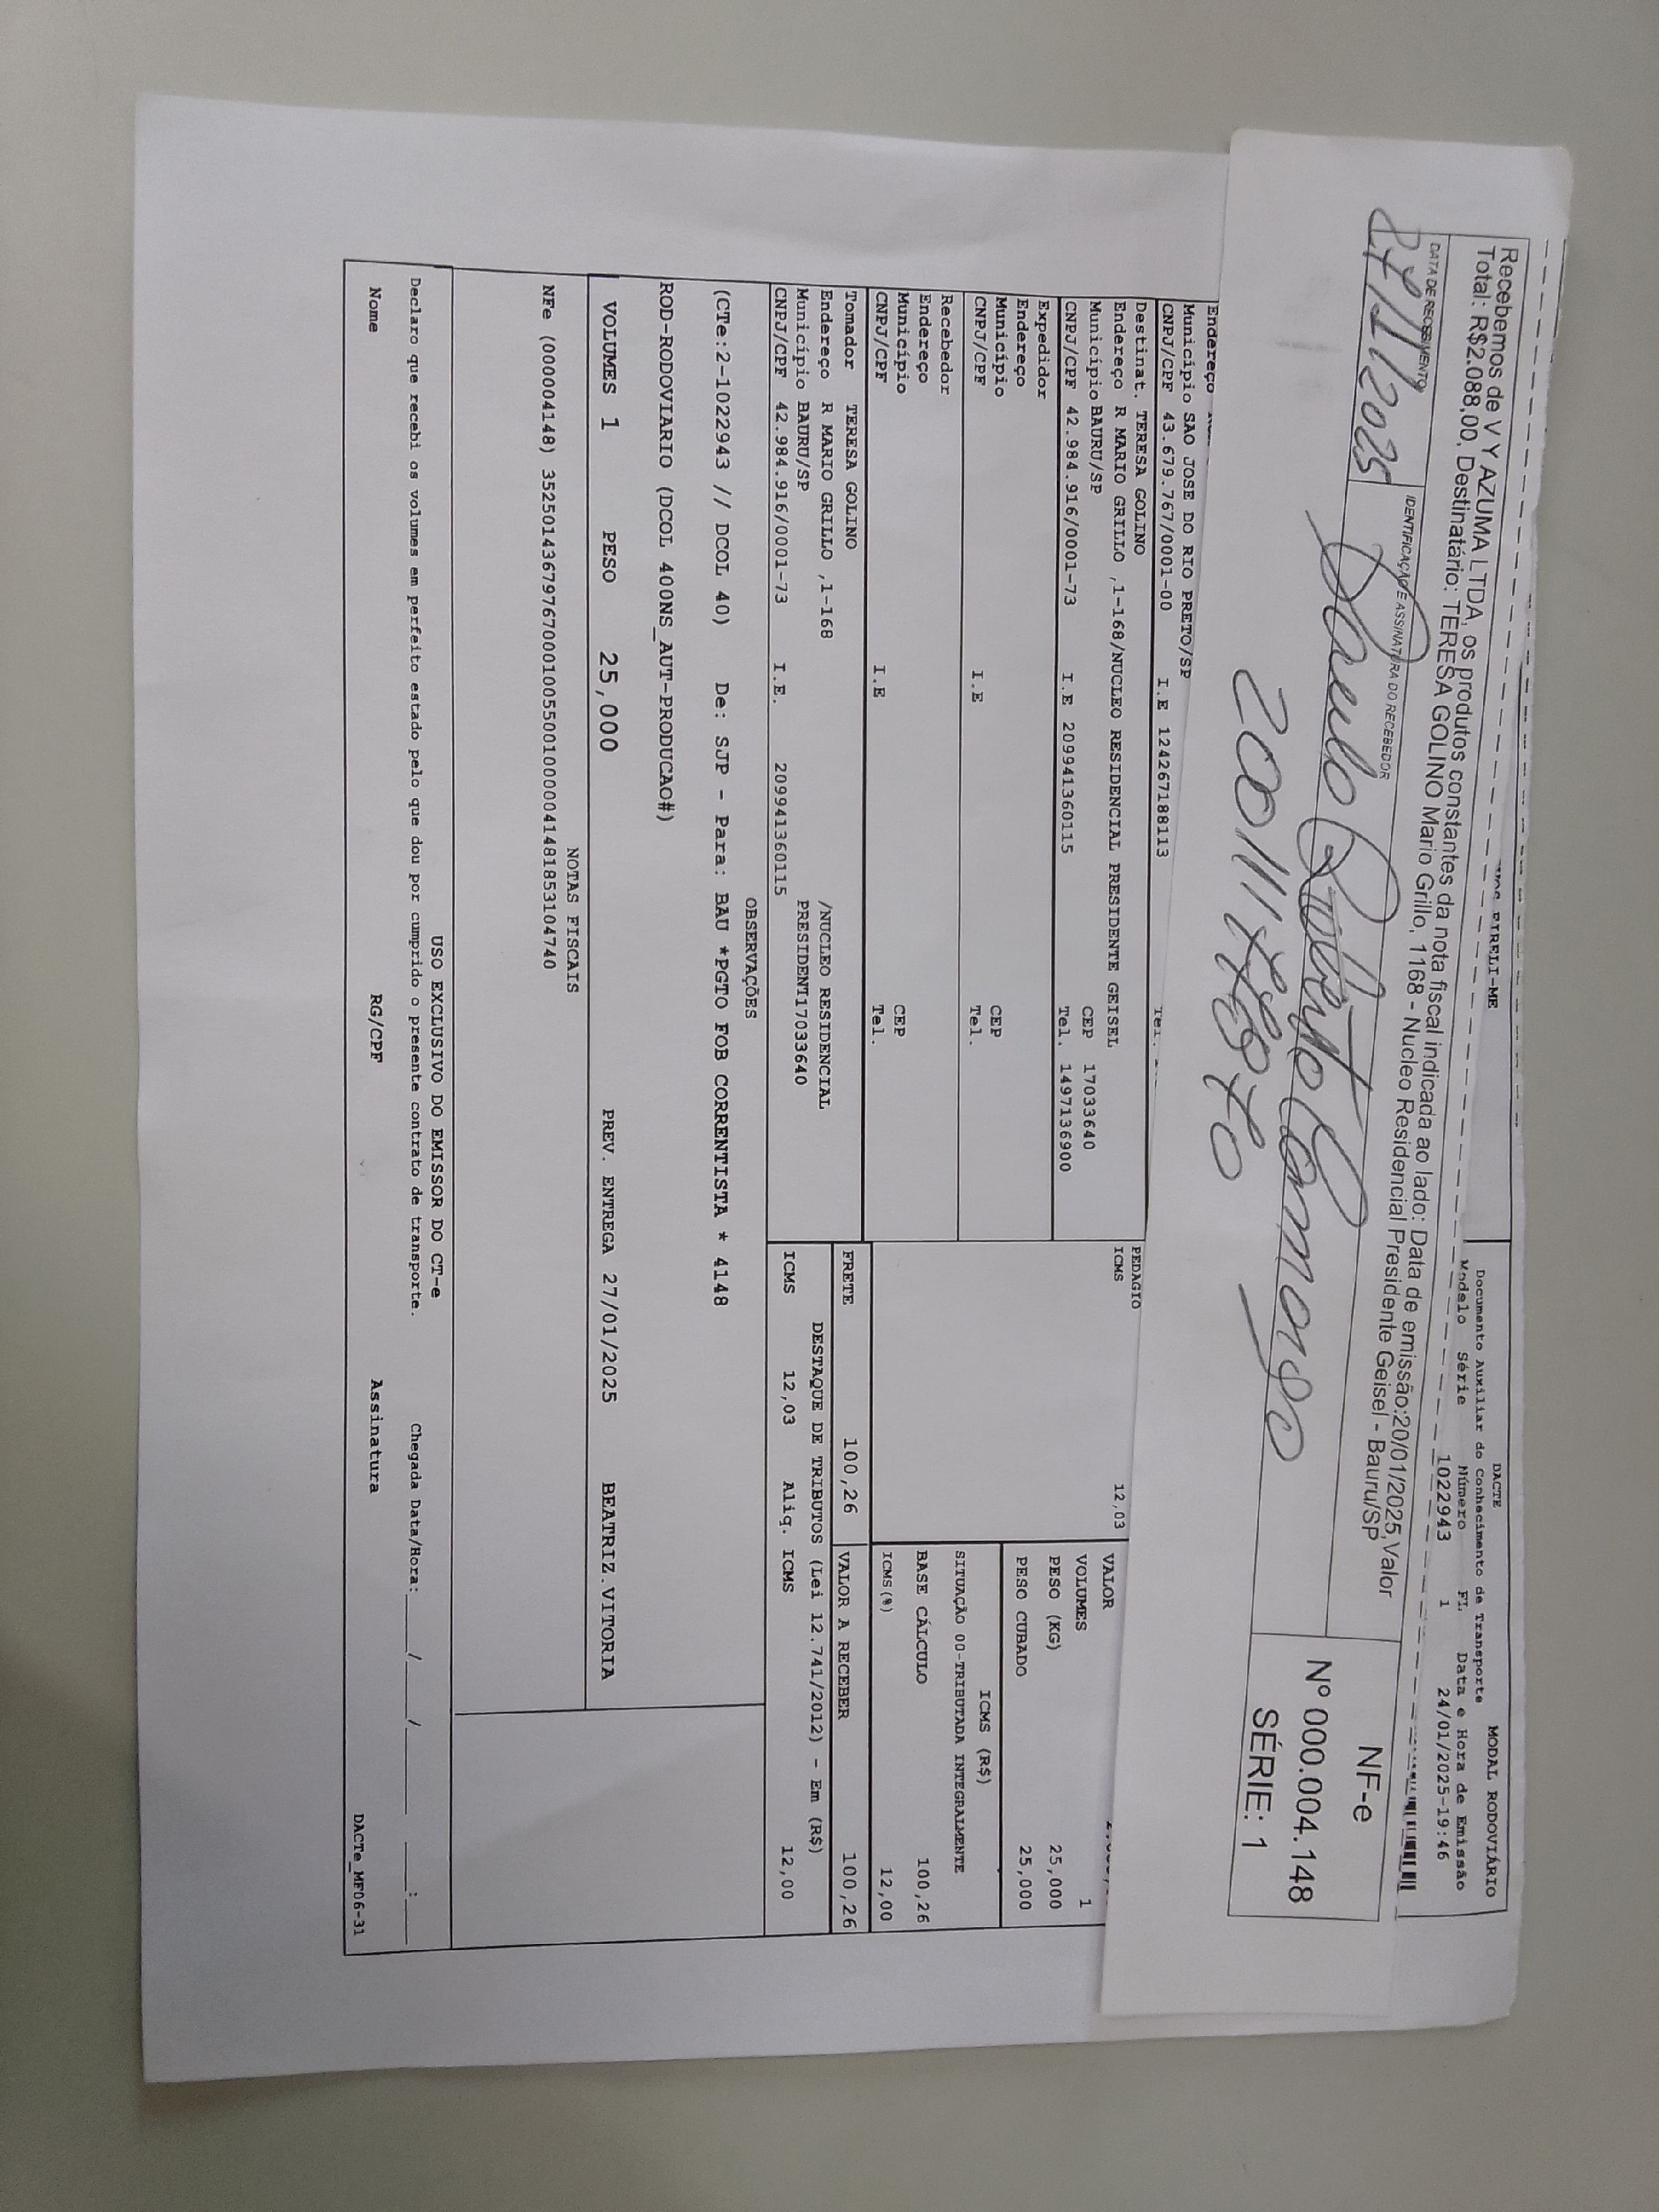 EIRELI-ME
DACTE
MODAL RODOVIÁRIO
Documento Auxiliar do Conhecimento de Transporte
Modelo Série Número FL Data e Hora de Emissão
1022943 1 24/01/2025-19:46
Recebemos de V Y AZUMA LTDA, os produtos constantes da nota fiscal indicada ao lado: Data de emissão:20/01/2025,Valor
Total: R$2.088,00, Destinatário: TERESA GOLINO Mario Grillo, 1168 - Nucleo Residencial Presidente Geisel - Bauru/SP
DATA DE RECEBIMENTO
IDENTIFICAÇÃO E ASSINATURA DO RECEBEDOR
27/1/2025
Paulo Roberto Camargo
NF-e
Nº 000.004.148
SÉRIE: 1
Endereço
Município SAO JOSE DO RIO PRETO/SP
CNPJ/CPF 43.679.767/0001-00 I.E 124267188113 Tel.
Destinat. TERESA GOLINO
Endereço R MARIO GRILLO ,1-168/NUCLEO RESIDENCIAL PRESIDENTE GEISEL
Município BAURU/SP CEP 17033640
CNPJ/CPF 42.984.916/0001-73 I.E 209941360115 Tel. 1497136900
Expedidor
Endereço
Município CEP
CNPJ/CPF I.E Tel.
Recebedor
Endereço
Município CEP
CNPJ/CPF I.E Tel.
Tomador TERESA GOLINO
Endereço R MARIO GRILLO ,1-168 /NUCLEO RESIDENCIAL
Município BAURU/SP PRESIDENT17033640
CNPJ/CPF 42.984.916/0001-73 I.E. 209941360115
PEDAGIO
ICMS 12,03
VALOR
VOLUMES 1
PESO (KG) 25,000
PESO CUBADO 25,000
ICMS (R$)
SITUAÇÃO 00-TRIBUTADA INTEGRALMENTE
BASE CÁLCULO 100,26
ICMS(%) 12,00
FRETE 100,26 VALOR A RECEBER 100,26
DESTAQUE DE TRIBUTOS (Lei 12.741/2012) - Em (R$)
ICMS 12,03 Aliq. ICMS 12,00
OBSERVAÇÕES
(CTe:2-1022943 // DCOL 40) De: SJP - Para: BAU *PGTO FOB CORRENTISTA * 4148
ROD-RODOVIARIO (DCOL 400NS_AUT-PRODUCAO#)
VOLUMES 1 PESO 25,000 PREV. ENTREGA 27/01/2025 BEATRIZ.VITORIA
NOTAS FISCAIS
NFe (000004148) 35250143679767000100550010000041481853104740
USO EXCLUSIVO DO EMISSOR DO CT-e
Declaro que recebi os volumes em perfeito estado pelo que dou por cumprido o presente contrato de transporte. Chegada Data/Hora:____/____/______ ___:___
Nome RG/CPF Assinatura
DACTe_MF06-31